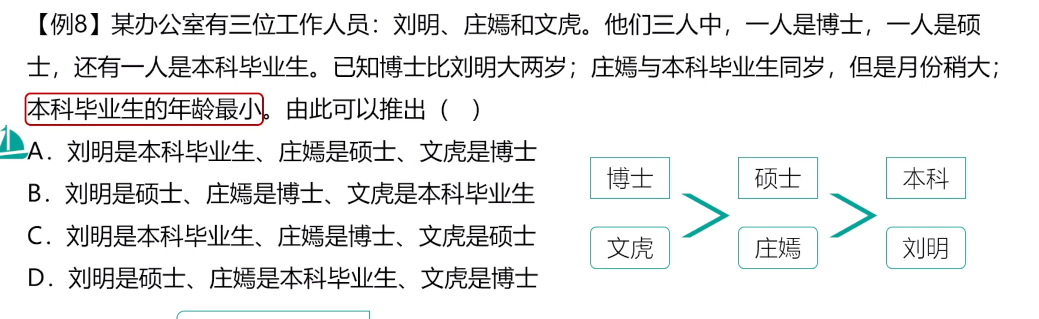 【例8】某办公室有三位工作人员：刘明、庄嫣和文虎。他们三人中，一人是博士，一人是硕
士，还有一人是本科毕业生。已知博士比刘明大两岁；庄嫣与本科毕业生同岁，但是月份稍大；
本科毕业生的年龄最小。由此可以推出（ ）
A．刘明是本科毕业生、庄嫣是硕士、文虎是博士
B．刘明是硕士、庄嫣是博士、文虎是本科毕业生
C．刘明是本科毕业生、庄嫣是博士、文虎是硕士
D．刘明是硕士、庄嫣是本科毕业生、文虎是博士
博士 硕士 本科
文虎 庄嫣 刘明